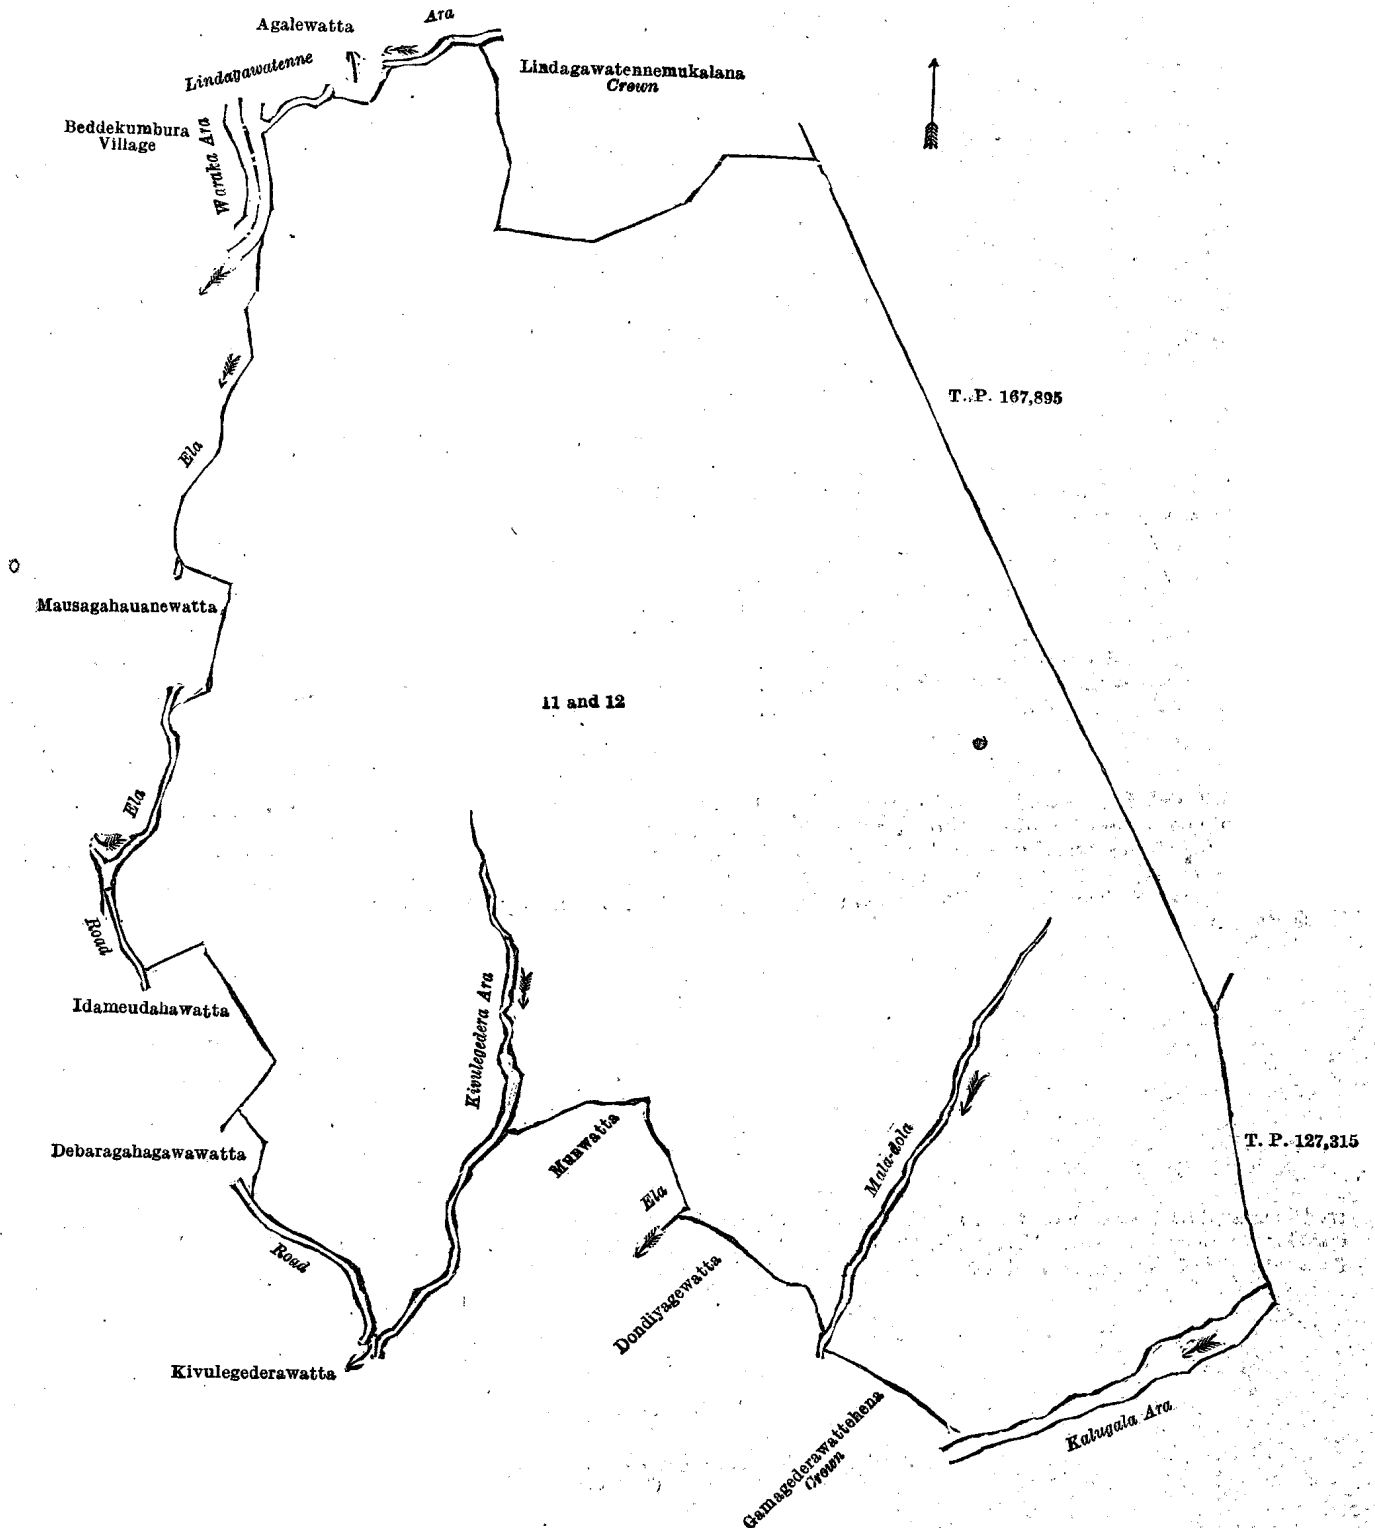 Agalewatta
Ara
Lindagawatenne
Lindagawatennemukalana
Crown
Beddekumbura
Village
Waraka Ara
T. P. 167,895
Ela
Mausagahauanewatta
11 and 12
Ela
Road
Idameudahawatta
Kivulegedera Ara
Munwatta
Mala-dola
T. P. 127,315
Debaragahagawawatta
Ela
Road
Dondiyagewatta
Kivulegederawatta
Kalugala Ara
Gamagederawattehena
Crown